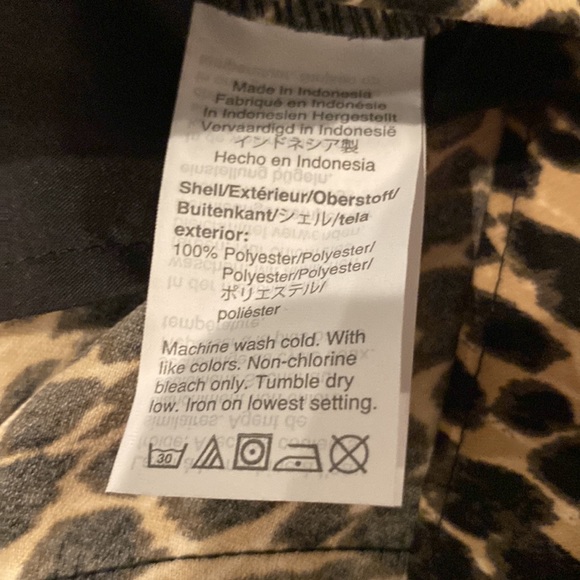 Made in Indonesia
Fabriqué en Indonésie
In Indonesien Hergestellt
Vervaardigd in Indonesië
インドネシア製
Hecho en Indonesia
Shell/Extérieur/Oberstoff/
Buitenkant/シェル/tela
exterior:
100% Polyester/Polyester/
Polyester/Polyester/
ポリエステル/
poliéster
Machine wash cold. With
like colors. Non-chlorine
bleach only. Tumble dry
low. Iron on lowest setting.
30